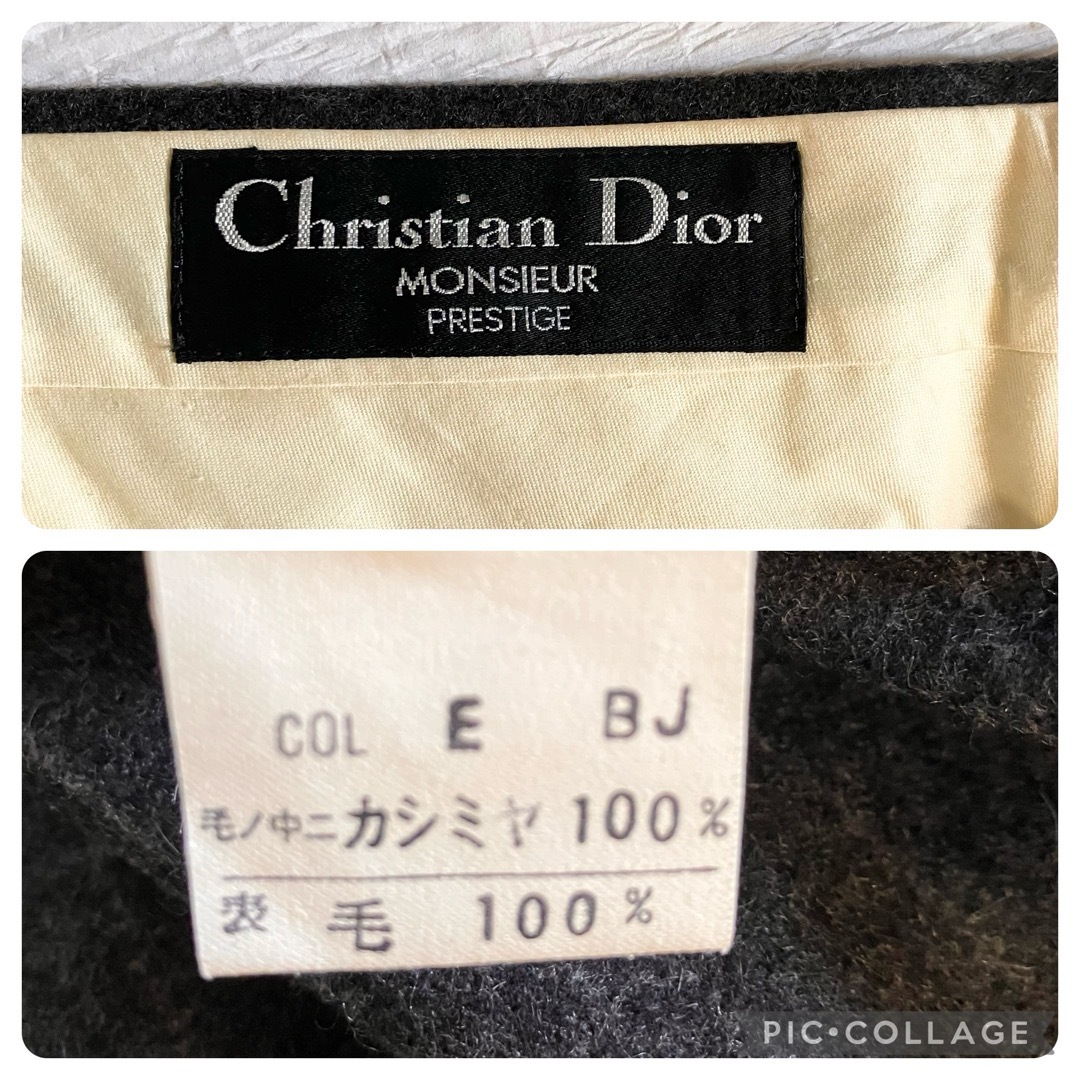 Christian Dior
MONSIEUR
PRESTIGE
COL E BJ
毛ノ中ニカシミヤ 100%
表 毛 100%
PIC•COLLAGE